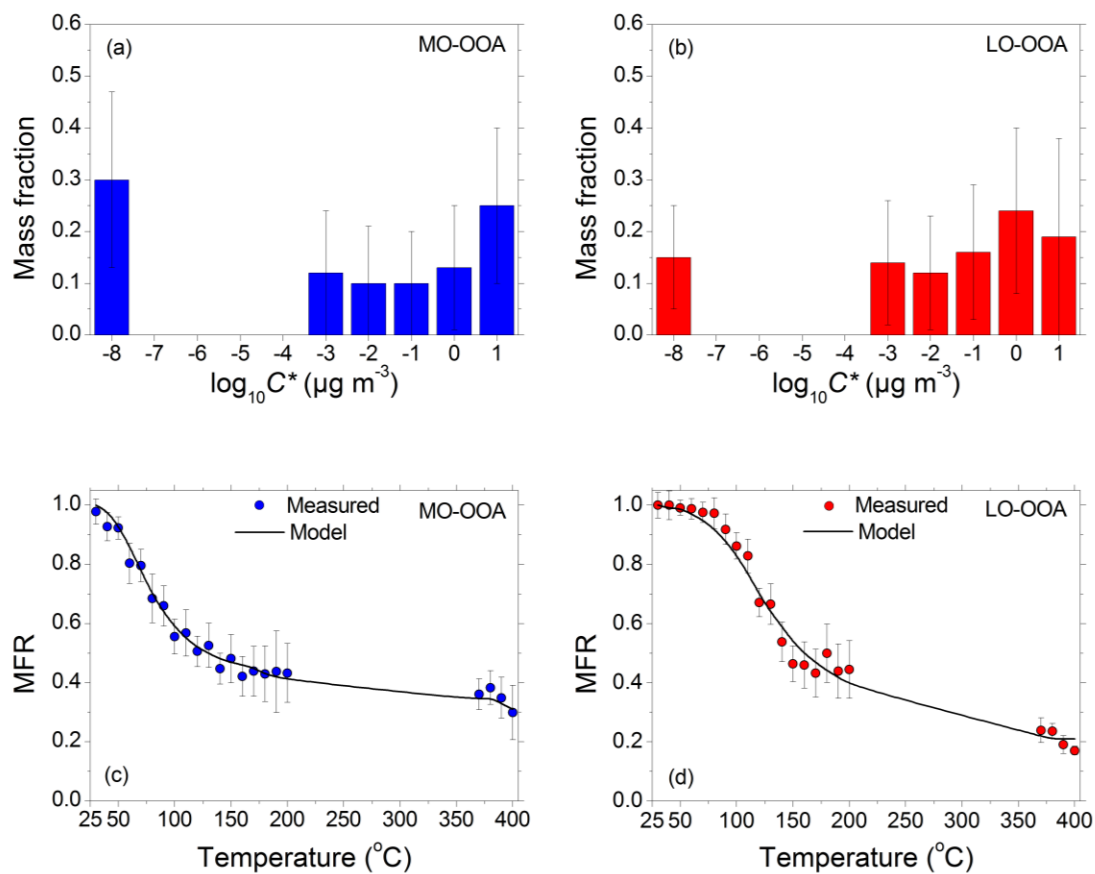 (a) MO-OOA
Mass fraction
0.6
0.5
0.4
0.3
0.2
0.1
0.0
-8 -7 -6 -5 -4 -3 -2 -1 0 1
log₁₀C* (µg m⁻³)
(b) LO-OOA
Mass fraction
0.6
0.5
0.4
0.3
0.2
0.1
0.0
-8 -7 -6 -5 -4 -3 -2 -1 0 1
log₁₀C* (µg m⁻³)
Measured MO-OOA
Model
MFR
1.0
0.8
0.6
0.4
0.2
0.0
(c)
25 50 100 150 200 350 400
Temperature (°C)
Measured LO-OOA
Model
MFR
1.0
0.8
0.6
0.4
0.2
0.0
(d)
25 50 100 150 200 250 300 350 400
Temperature (°C)